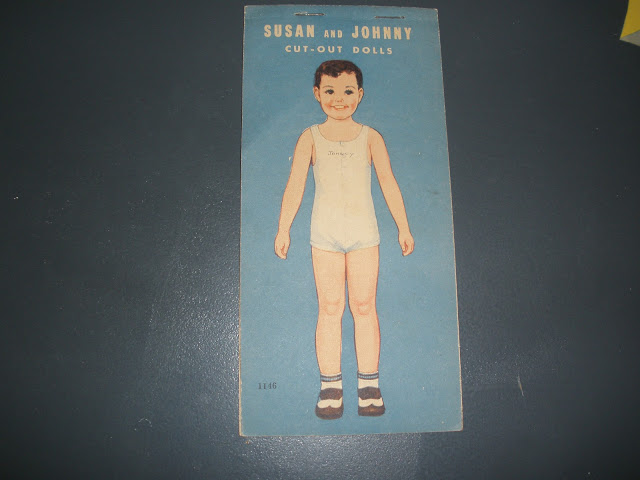 SUSAN AND JOHNNY
CUT-OUT DOLLS
Johnny
1146